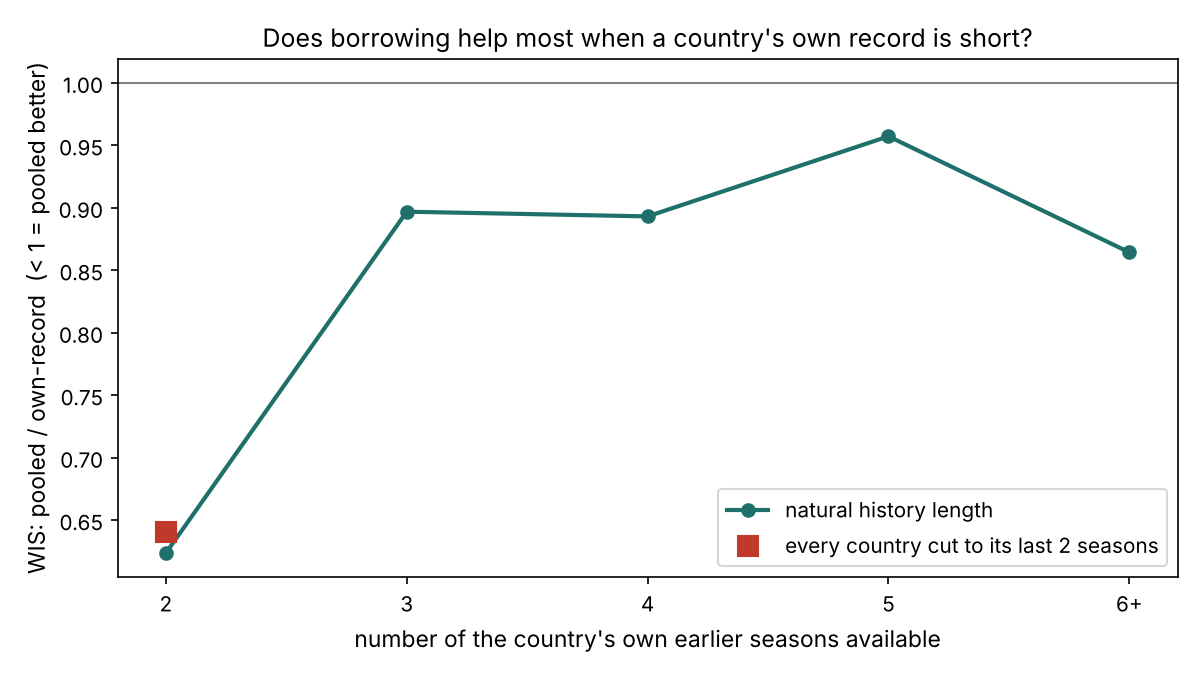 Does borrowing help most when a country's own record is short?
WIS: pooled / own-record (< 1 = pooled better)
1.00
0.95
0.90
0.85
0.80
0.75
0.70
0.65
natural history length
every country cut to its last 2 seasons
2 3 4 5 6+
number of the country's own earlier seasons available